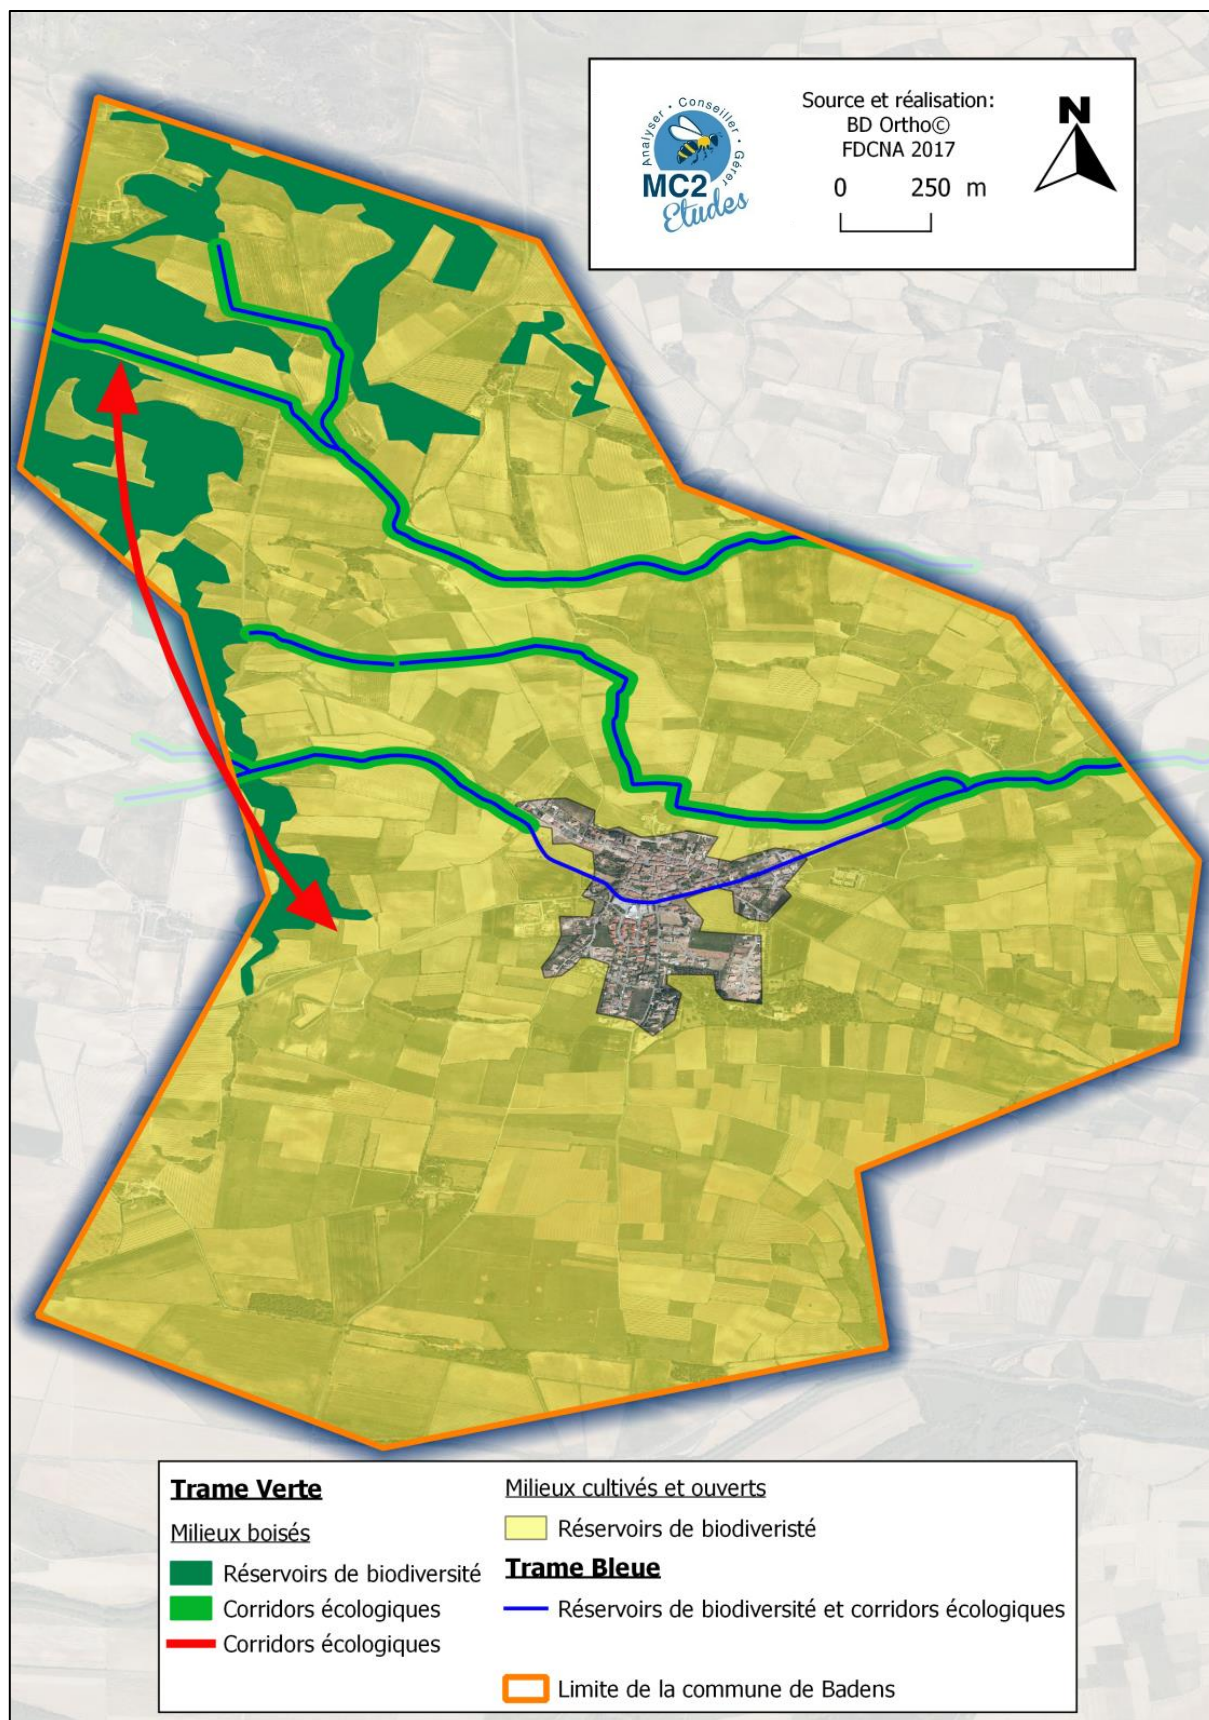 Analyser • Conseiller • Gérer
MC2
Etudes
Source et réalisation:
BD Ortho©
FDCNA 2017
0 250 m
N
Trame Verte
Milieux boisés
Réservoirs de biodiversité
Corridors écologiques
Corridors écologiques
Milieux cultivés et ouverts
Réservoirs de biodiveristé
Trame Bleue
Réservoirs de biodiversité et corridors écologiques
Limite de la commune de Badens